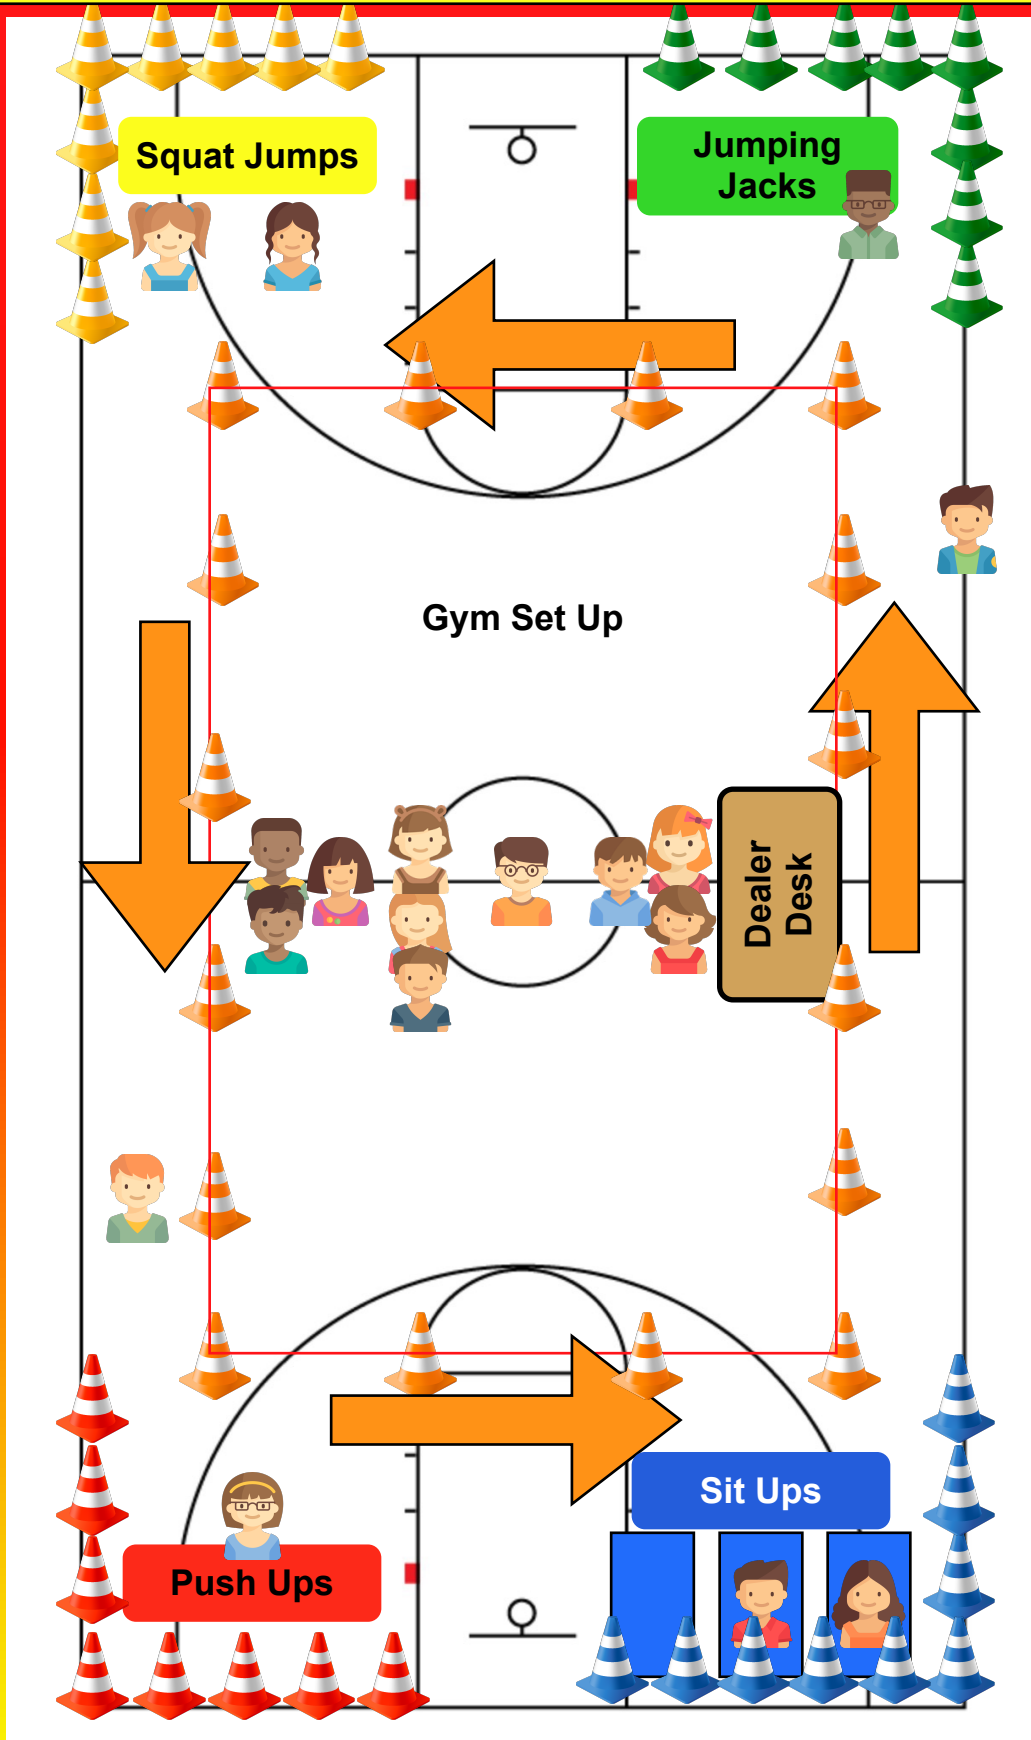 Squat Jumps
Jumping
Jacks
Gym Set Up
Dealer
Desk
Sit Ups
Push Ups